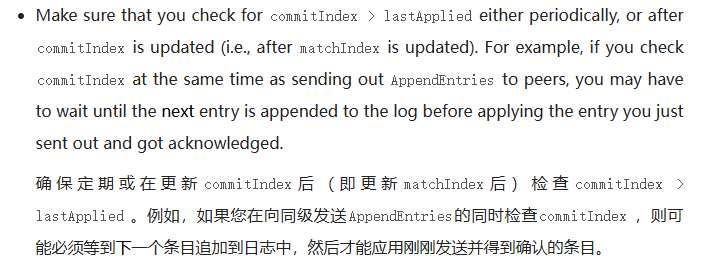 • Make sure that you check for commitIndex > lastApplied either periodically, or after
commitIndex is updated (i.e., after matchIndex is updated). For example, if you check
commitIndex at the same time as sending out AppendEntries to peers, you may have
to wait until the next entry is appended to the log before applying the entry you just
sent out and got acknowledged.
确保定期或在更新 commitIndex 后（即更新 matchIndex 后）检查 commitIndex >
lastApplied 。例如，如果您在向同级发送AppendEntries的同时检查commitIndex ，则可
能必须等到下一个条目追加到日志中，然后才能应用刚刚发送并得到确认的条目。